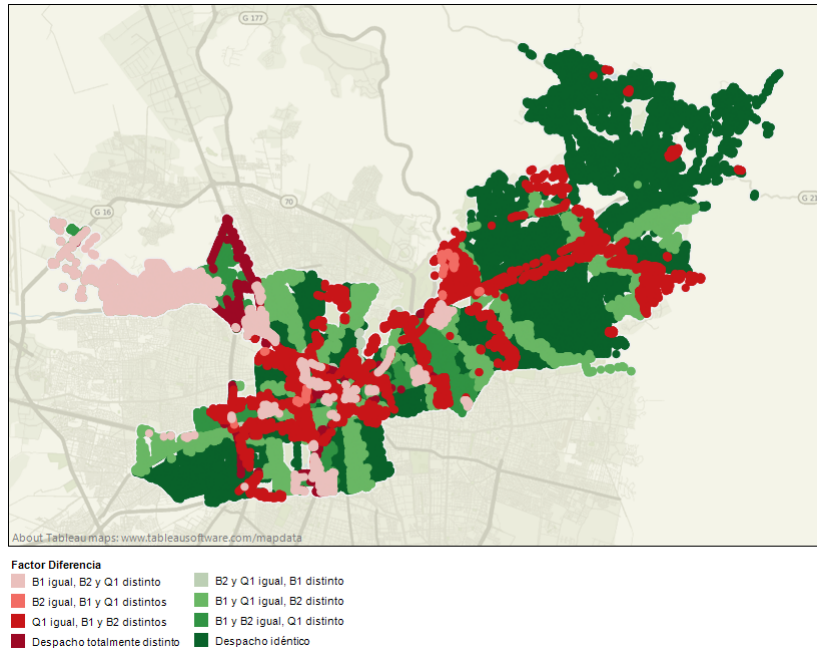 G 177
G 16
70
G 21
About Tableau maps: www.tableausoftware.com/mapdata
Factor Diferencia
B1 igual, B2 y Q1 distinto
B2 igual, B1 y Q1 distintos
Q1 igual, B1 y B2 distintos
Despacho totalmente distinto
B2 y Q1 igual, B1 distinto
B1 y Q1 igual, B2 distinto
B1 y B2 igual, Q1 distinto
Despacho idéntico